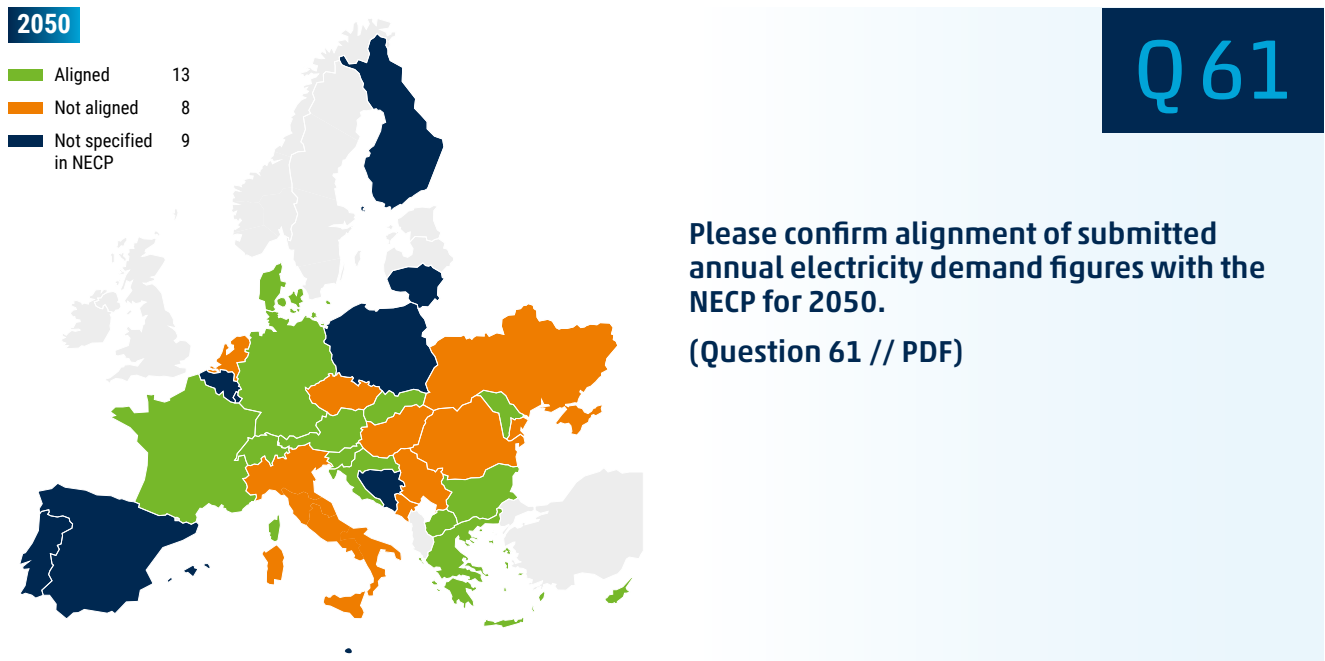 2050
Aligned 13
Not aligned 8
Not specified 9
in NECP
Q 61
Please confirm alignment of submitted
annual electricity demand figures with the
NECP for 2050.
(Question 61 // PDF)